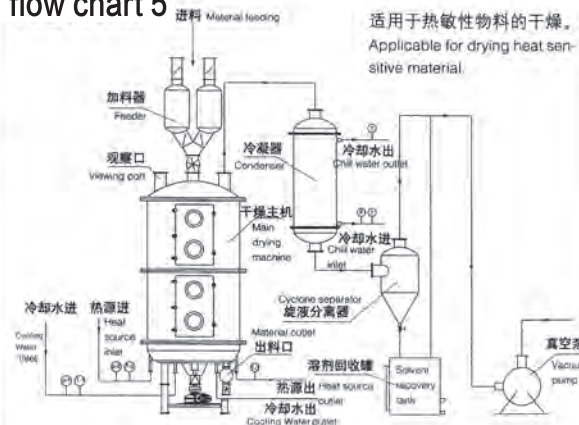 flow chart 5
进料 Material feeding
适用于热敏性物料的干燥。
Applicable for drying heat sen-
sitive material.
加料器
Feeder
观察口
Viewing port
冷凝器
Condenser
冷却水出
Chill water outlet
干燥主机
Main
drying
machine
冷却水进
Chill water
inlet
Cyclone separator
旋液分离器
冷却水进
Cooling
Water
热源进
Heat
source
inlet
Material outlet
出料口
溶剂回收罐
Solvent
recovery
tank
热源出 Heat source
outlet
冷却水出
Cooling Water outlet
真空泵
Vacuum
pump